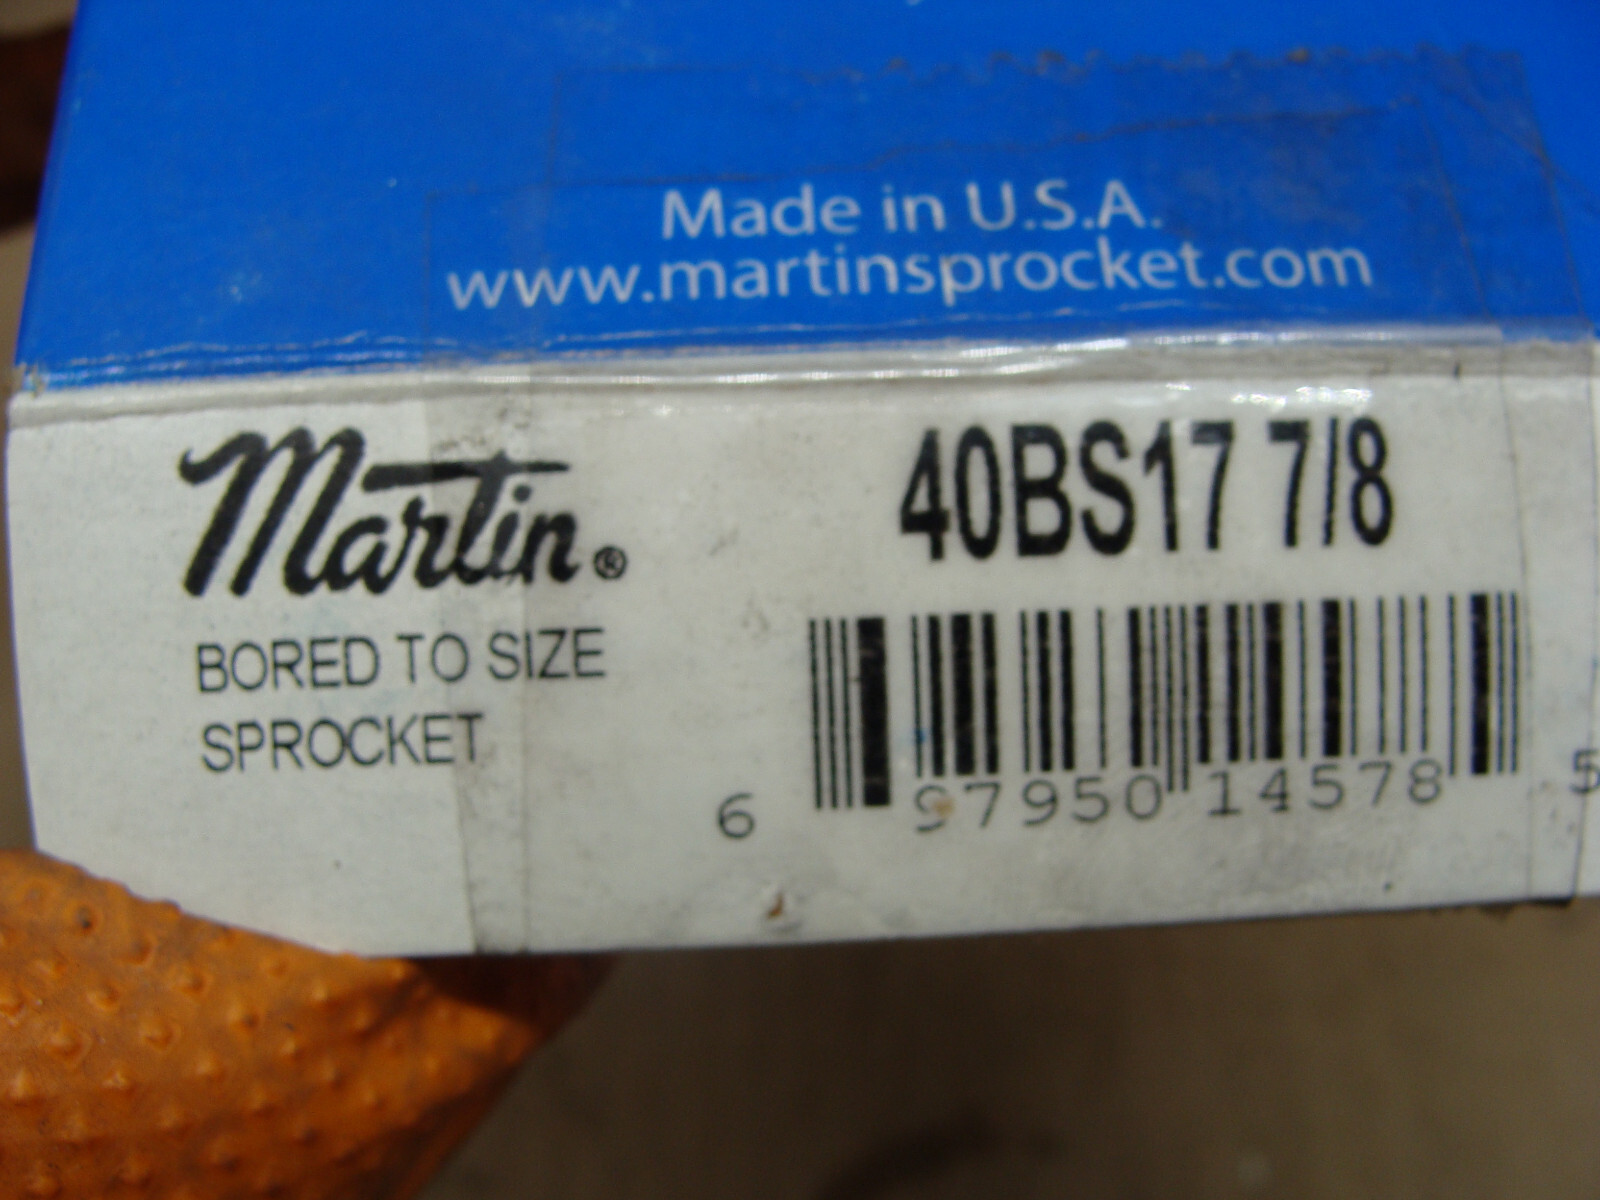 Made in U.S.A.
www.martinsprocket.com
Martin®
40BS17 7/8
BORED TO SIZE
SPROCKET
6 97950 14578 5